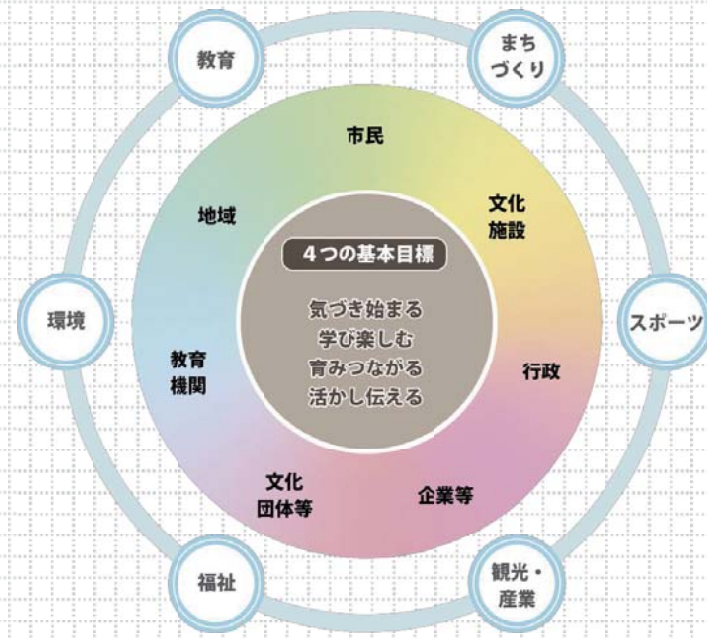 教育
まち
づくり
市民
地域
文化
施設
4つの基本目標
気づき始まる
学び楽しむ
育みつながる
活かし伝える
環境
スポーツ
教育
機関
行政
文化
団体等
企業等
福祉
観光・
産業